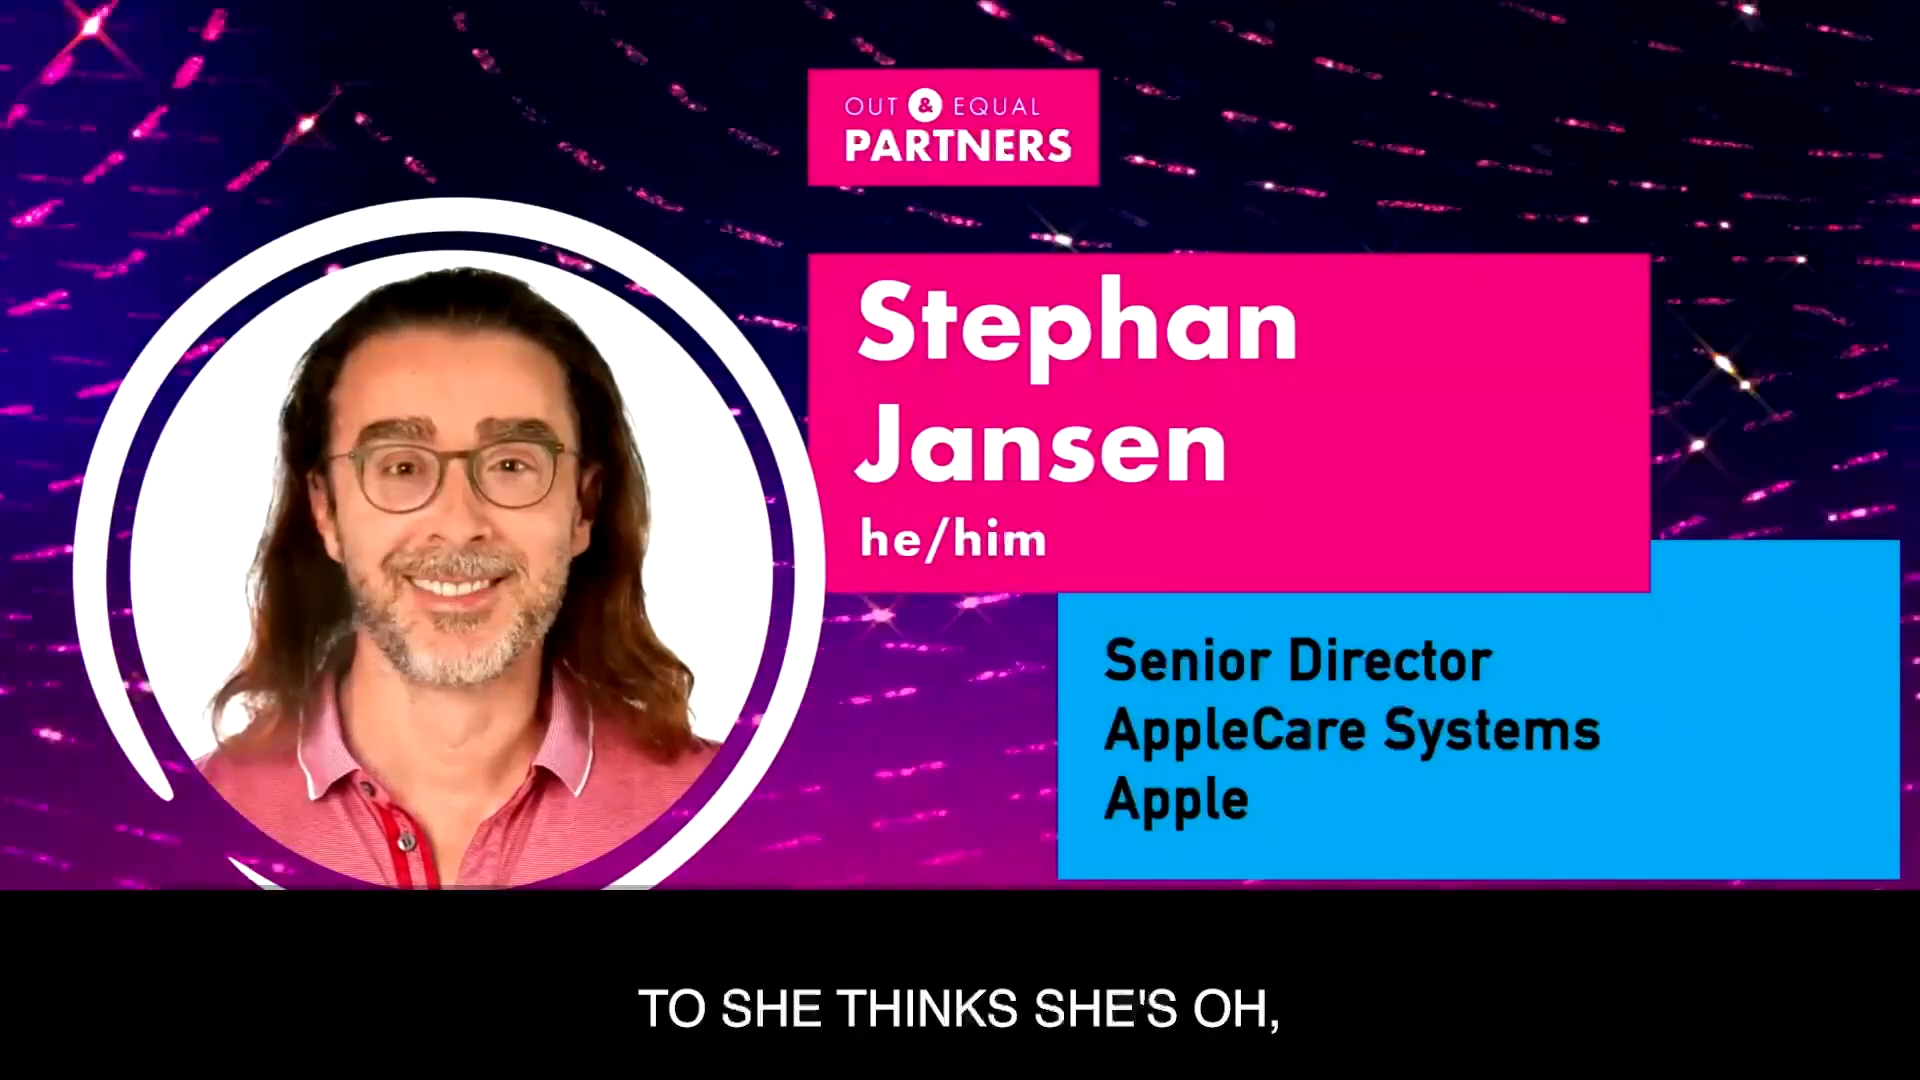 OUT & EQUAL
PARTNERS
Stephan
Jansen
he/him
Senior Director
AppleCare Systems
Apple
TO SHE THINKS SHE'S OH,